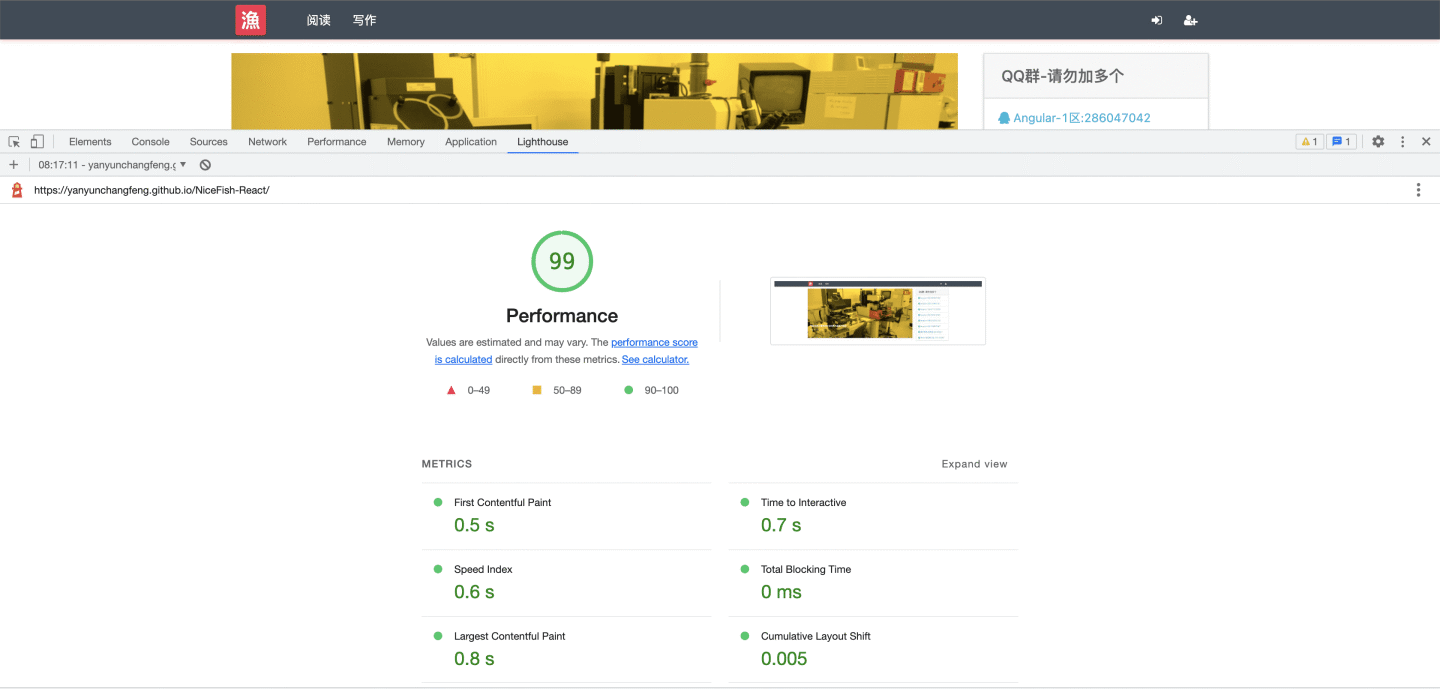 漁 阅读 写作
QQ群-请勿加多个
Angular-1区:286047042
Elements Console Sources Network Performance Memory Application Lighthouse 1 1
08:17:11 - yanyunchangfeng.g
https://yanyunchangfeng.github.io/NiceFish-React/
99
Performance
Values are estimated and may vary. The performance score
is calculated directly from these metrics. See calculator.
0–49 50–89 90–100
METRICS Expand view
First Contentful Paint
0.5 s
Time to Interactive
0.7 s
Speed Index
0.6 s
Total Blocking Time
0 ms
Largest Contentful Paint
0.8 s
Cumulative Layout Shift
0.005